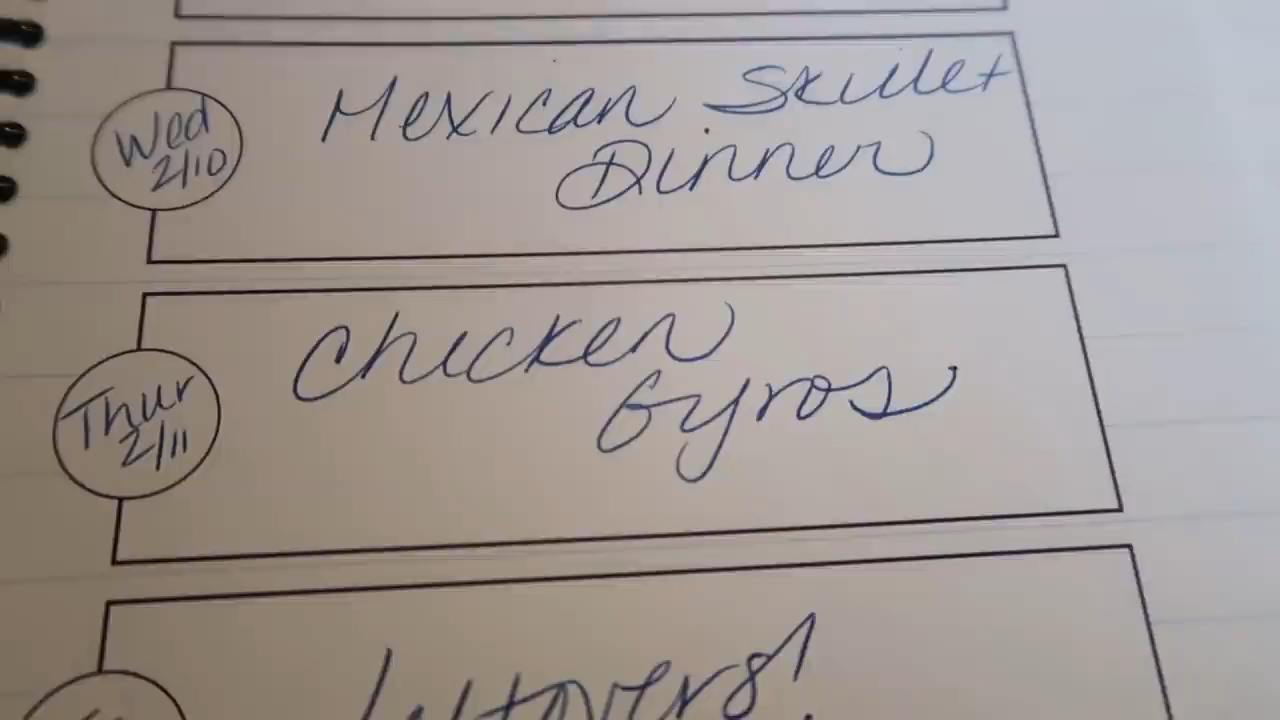 Wed
2/10
Mexican Skillet
Dinner
Thur
2/11
Chicken
Gyros
Leftovers!